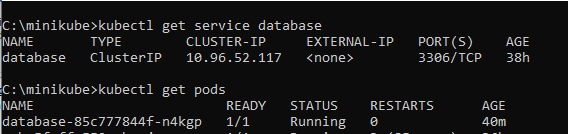 C:\minikube>kubectl get service database
NAME TYPE CLUSTER-IP EXTERNAL-IP PORT(S) AGE
database ClusterIP 10.96.52.117 <none> 3306/TCP 38h
C:\minikube>kubectl get pods
NAME READY STATUS RESTARTS AGE
database-85c777844f-n4kgp 1/1 Running 0 40m